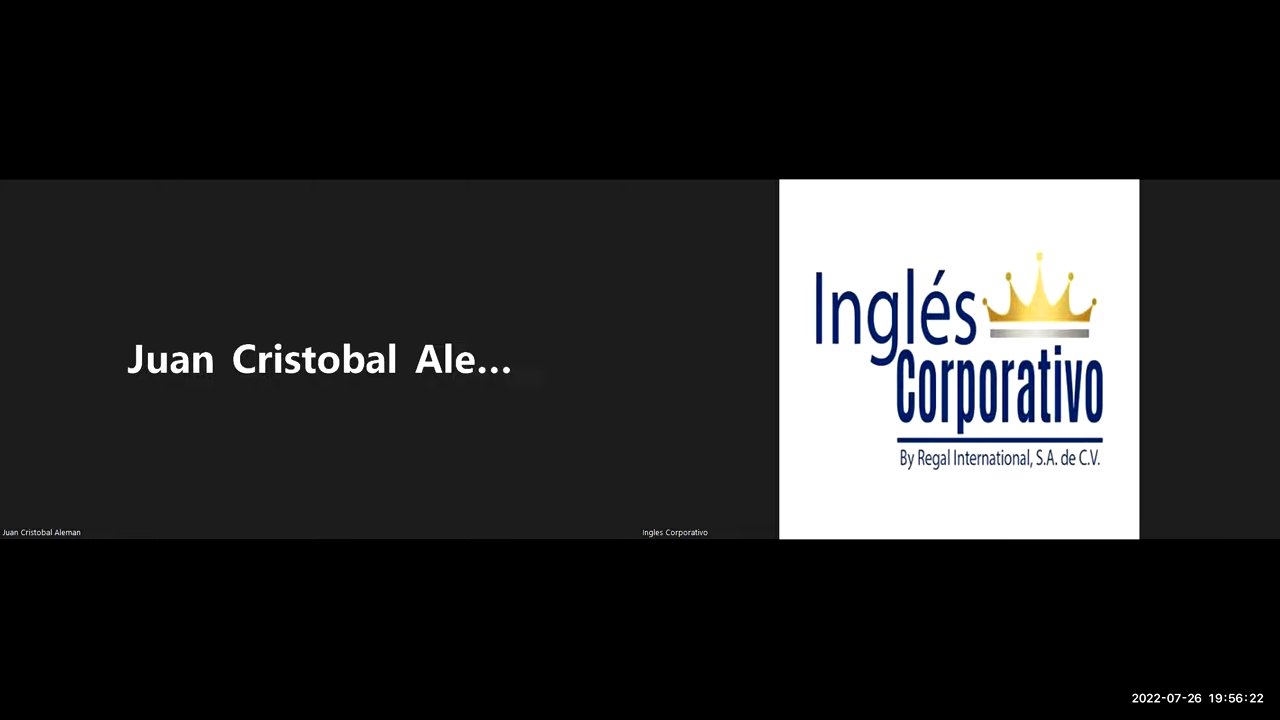 Juan Cristobal Ale...
Juan Cristobal Aleman
Inglés
Corporativo
By Regal International, S.A. de C.V.
Ingles Corporativo
2022-07-26 19:56:22